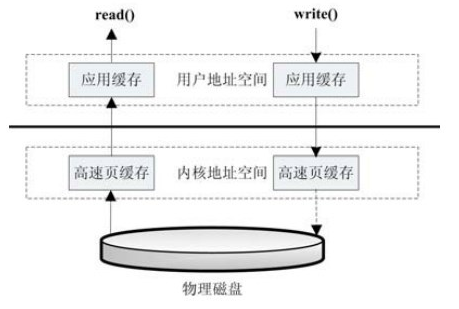 read() write()
应用缓存 用户地址空间 应用缓存
高速页缓存 内核地址空间 高速页缓存
物理磁盘